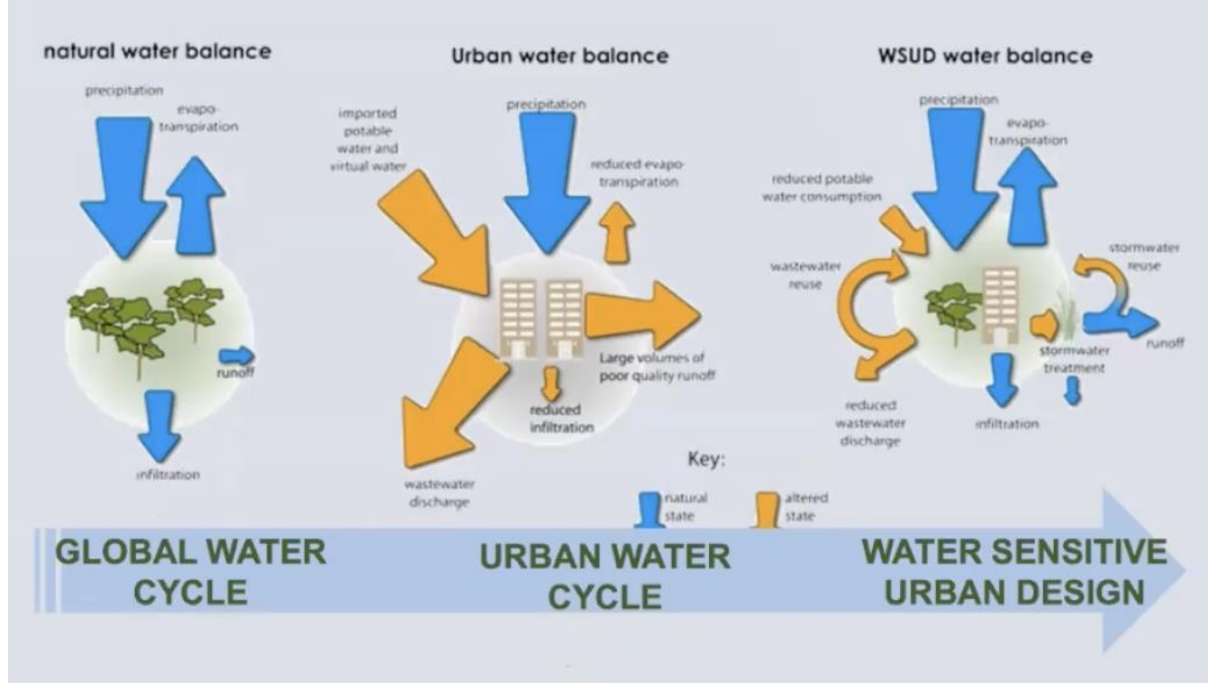 natural water balance
precipitation
evapo-
transpiration
runoff
infiltration
Urban water balance
imported
potable
water and
virtual water
precipitation
reduced evapo-
transpiration
Large volumes of
poor quality runoff
reduced
infiltration
wastewater
discharge
WSUD water balance
precipitation
evapo-
transpiration
reduced potable
water consumption
wastewater
reuse
stormwater
reuse
runoff
stormwater
treatment
infiltration
reduced
wastewater
discharge
Key:
natural
state
altered
state
GLOBAL WATER
CYCLE
URBAN WATER
CYCLE
WATER SENSITIVE
URBAN DESIGN